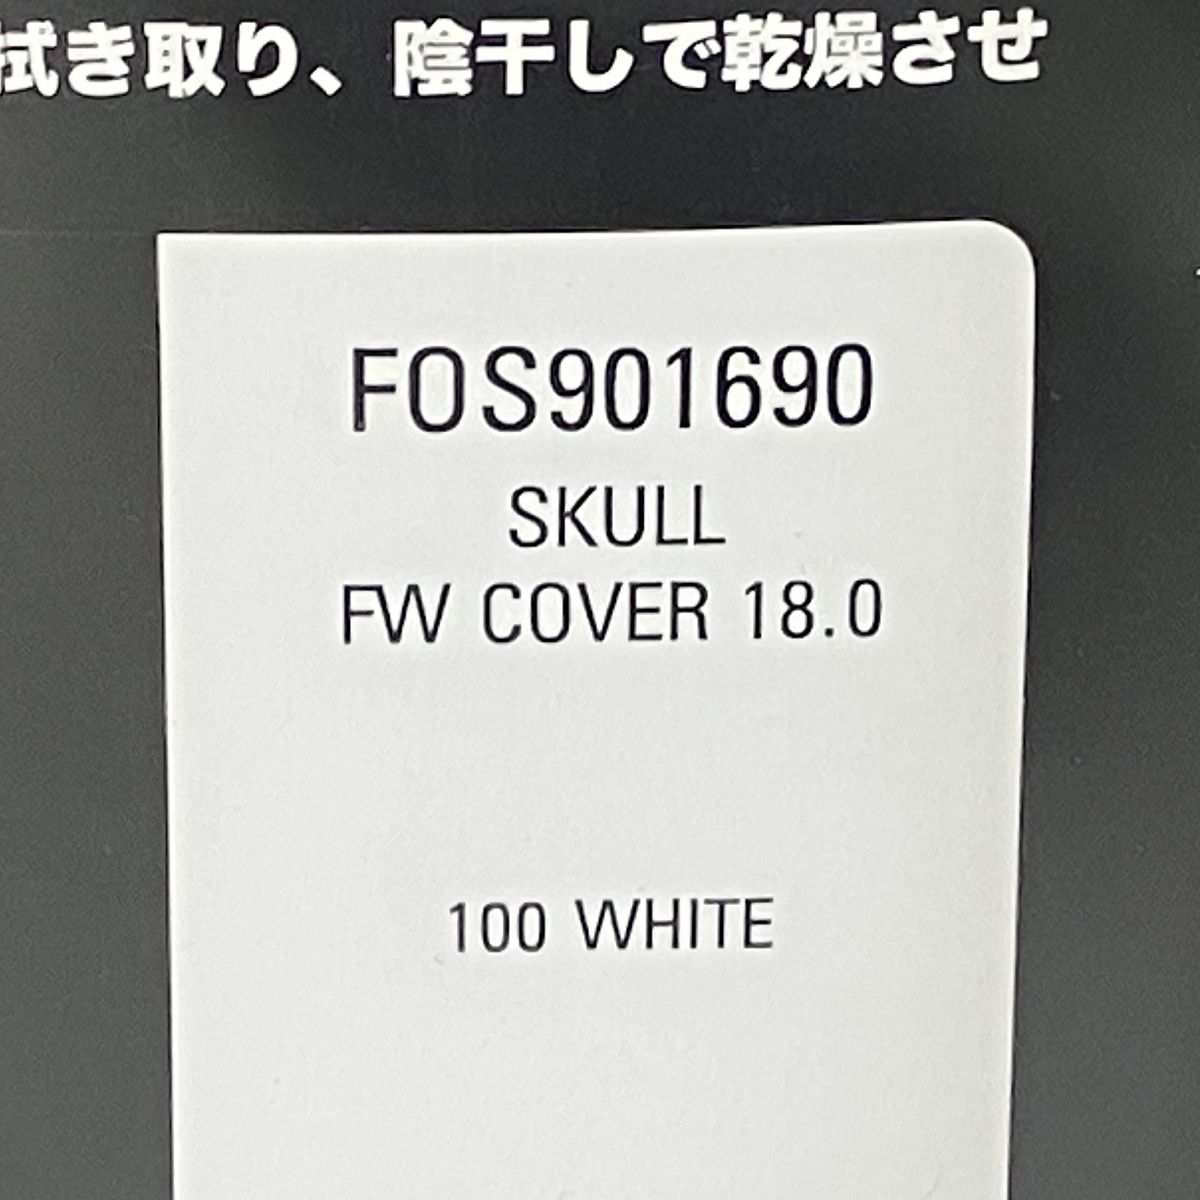 拭き取り、陰干しで乾燥させ
FOS901690
SKULL
FW COVER 18.0
100 WHITE